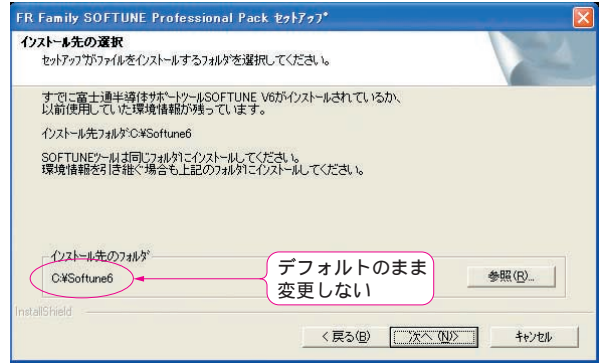 FR Family SOFTUNE Professional Pack ｾｯﾄｱｯﾌﾟ
ｲﾝｽﾄｰﾙ先の選択
ｾｯﾄｱｯﾌﾟがﾌｧｲﾙをｲﾝｽﾄｰﾙするﾌｫﾙﾀﾞを選択してください。
すでに富士通半導体ｻﾎﾟｰﾄﾂｰﾙSOFTUNE V6がｲﾝｽﾄｰﾙされているか、
以前使用していた環境情報が残っています。
ｲﾝｽﾄｰﾙ先ﾌｫﾙﾀﾞ:C:¥Softune6
SOFTUNEﾂｰﾙは同じﾌｫﾙﾀﾞにｲﾝｽﾄｰﾙしてください。
環境情報を引き継ぐ場合も上記のﾌｫﾙﾀﾞにｲﾝｽﾄｰﾙしてください。
ｲﾝｽﾄｰﾙ先のﾌｫﾙﾀﾞ
C:¥Softune6
デフォルトのまま
変更しない
参照(R)...
InstallShield
< 戻る(B)
次へ (N)>
ｷｬﾝｾﾙ